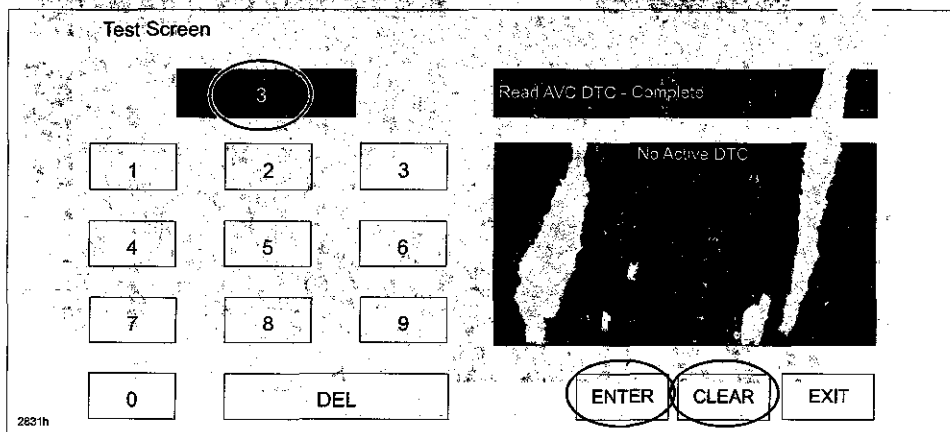 Test Screen
3
Read AVC DTC - Complete
No Active DTC
1 2 3
4 5 6
7 8 9
0 DEL
ENTER CLEAR EXIT
2831h